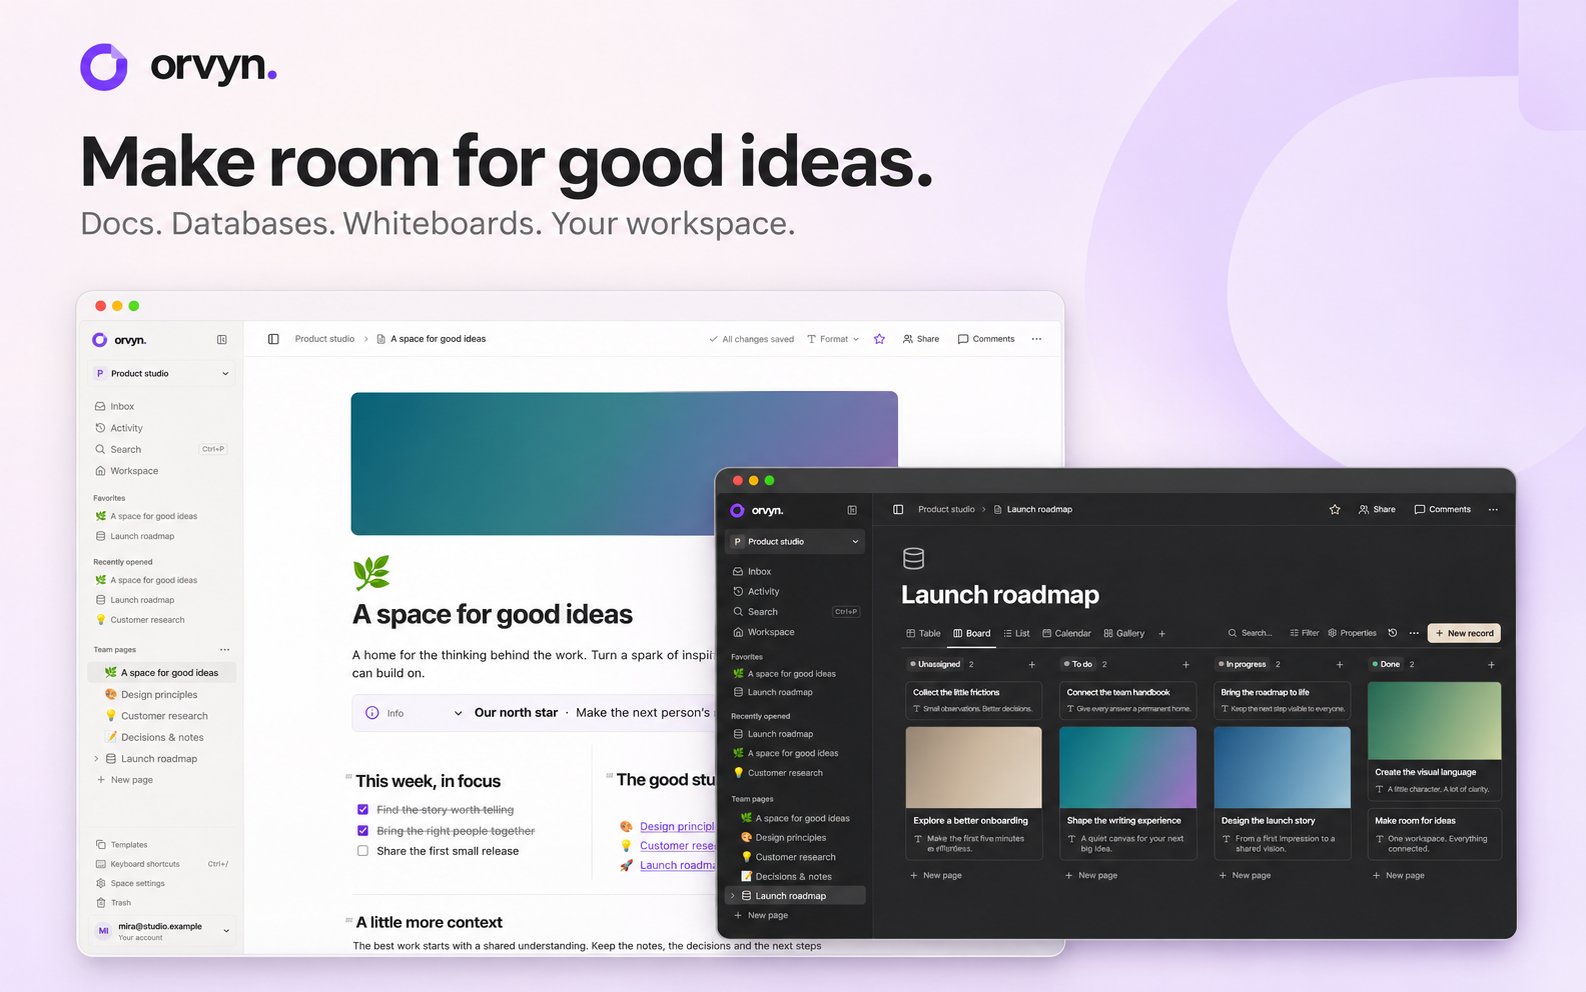 orvyn.
Make room for good ideas.
Docs. Databases. Whiteboards. Your workspace.
orvyn.
P Product studio
Inbox
Activity
Search Ctrl+P
Workspace
Favorites
A space for good ideas
Launch roadmap
Recently opened
A space for good ideas
Launch roadmap
Customer research
Team pages
A space for good ideas
Design principles
Customer research
Decisions & notes
Launch roadmap
New page
Templates
Keyboard shortcuts Ctrl+/
Space settings
Trash
MI mira@studio.example
Your account
Product studio > A space for good ideas
All changes saved Format Share Comments
A space for good ideas
A home for the thinking behind the work. Turn a spark of
can build on.
Info Our north star · Make the next person's
This week, in focus
Find the story worth telling
Bring the right people together
Share the first small release
The good
Design
Customer
Launch
A little more context
The best work starts with a shared understanding. Keep the notes, the decisions and the next steps
orvyn.
P Product studio
Inbox
Activity
Search Ctrl+P
Workspace
Favorites
A space for good ideas
Launch roadmap
Recently opened
Launch roadmap
A space for good ideas
Customer research
Team pages
A space for good ideas
Design principles
Customer research
Decisions & notes
Launch roadmap
New page
Product studio > Launch roadmap
Share Comments
Launch roadmap
Table Board List Calendar Gallery +
Search... Filter Properties + New record
Unassigned 2 +
Collect the little frictions
Small observations. Better decisions.
Explore a better onboarding
Make the first five minutes
+ New page
To do 2 +
Connect the team handbook
Give every answer a permanent home.
Shape the writing experience
A quiet canvas for your next
big idea.
+ New page
In progress 2 +
Bring the roadmap to life
Keep the next step visible to everyone.
Design the launch story
From a first impression to a
shared vision.
+ New page
Done 2 +
Create the visual language
A little character. A lot of clarity.
Make room for ideas
One workspace. Everything
connected.
+ New page